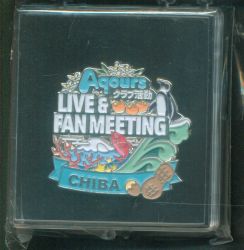 Aqours
クラブ活動
LIVE &
FAN MEETING
CHIBA